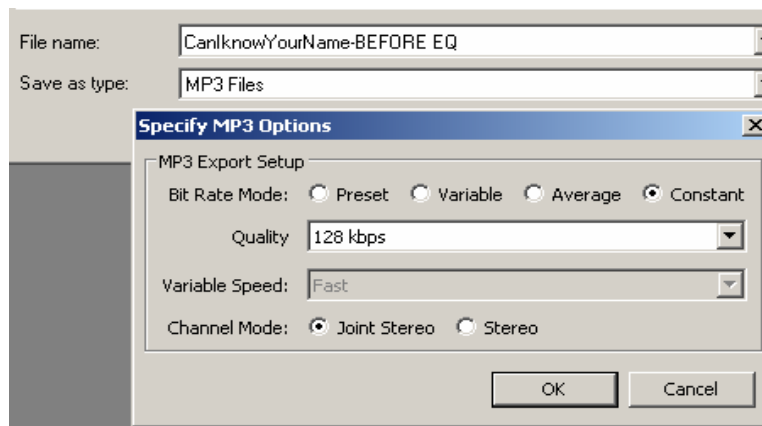 File name: CanIknowYourName-BEFORE EQ
Save as type: MP3 Files
Specify MP3 Options
MP3 Export Setup
Bit Rate Mode: Preset Variable Average Constant
Quality 128 kbps
Variable Speed: Fast
Channel Mode: Joint Stereo Stereo
OK Cancel